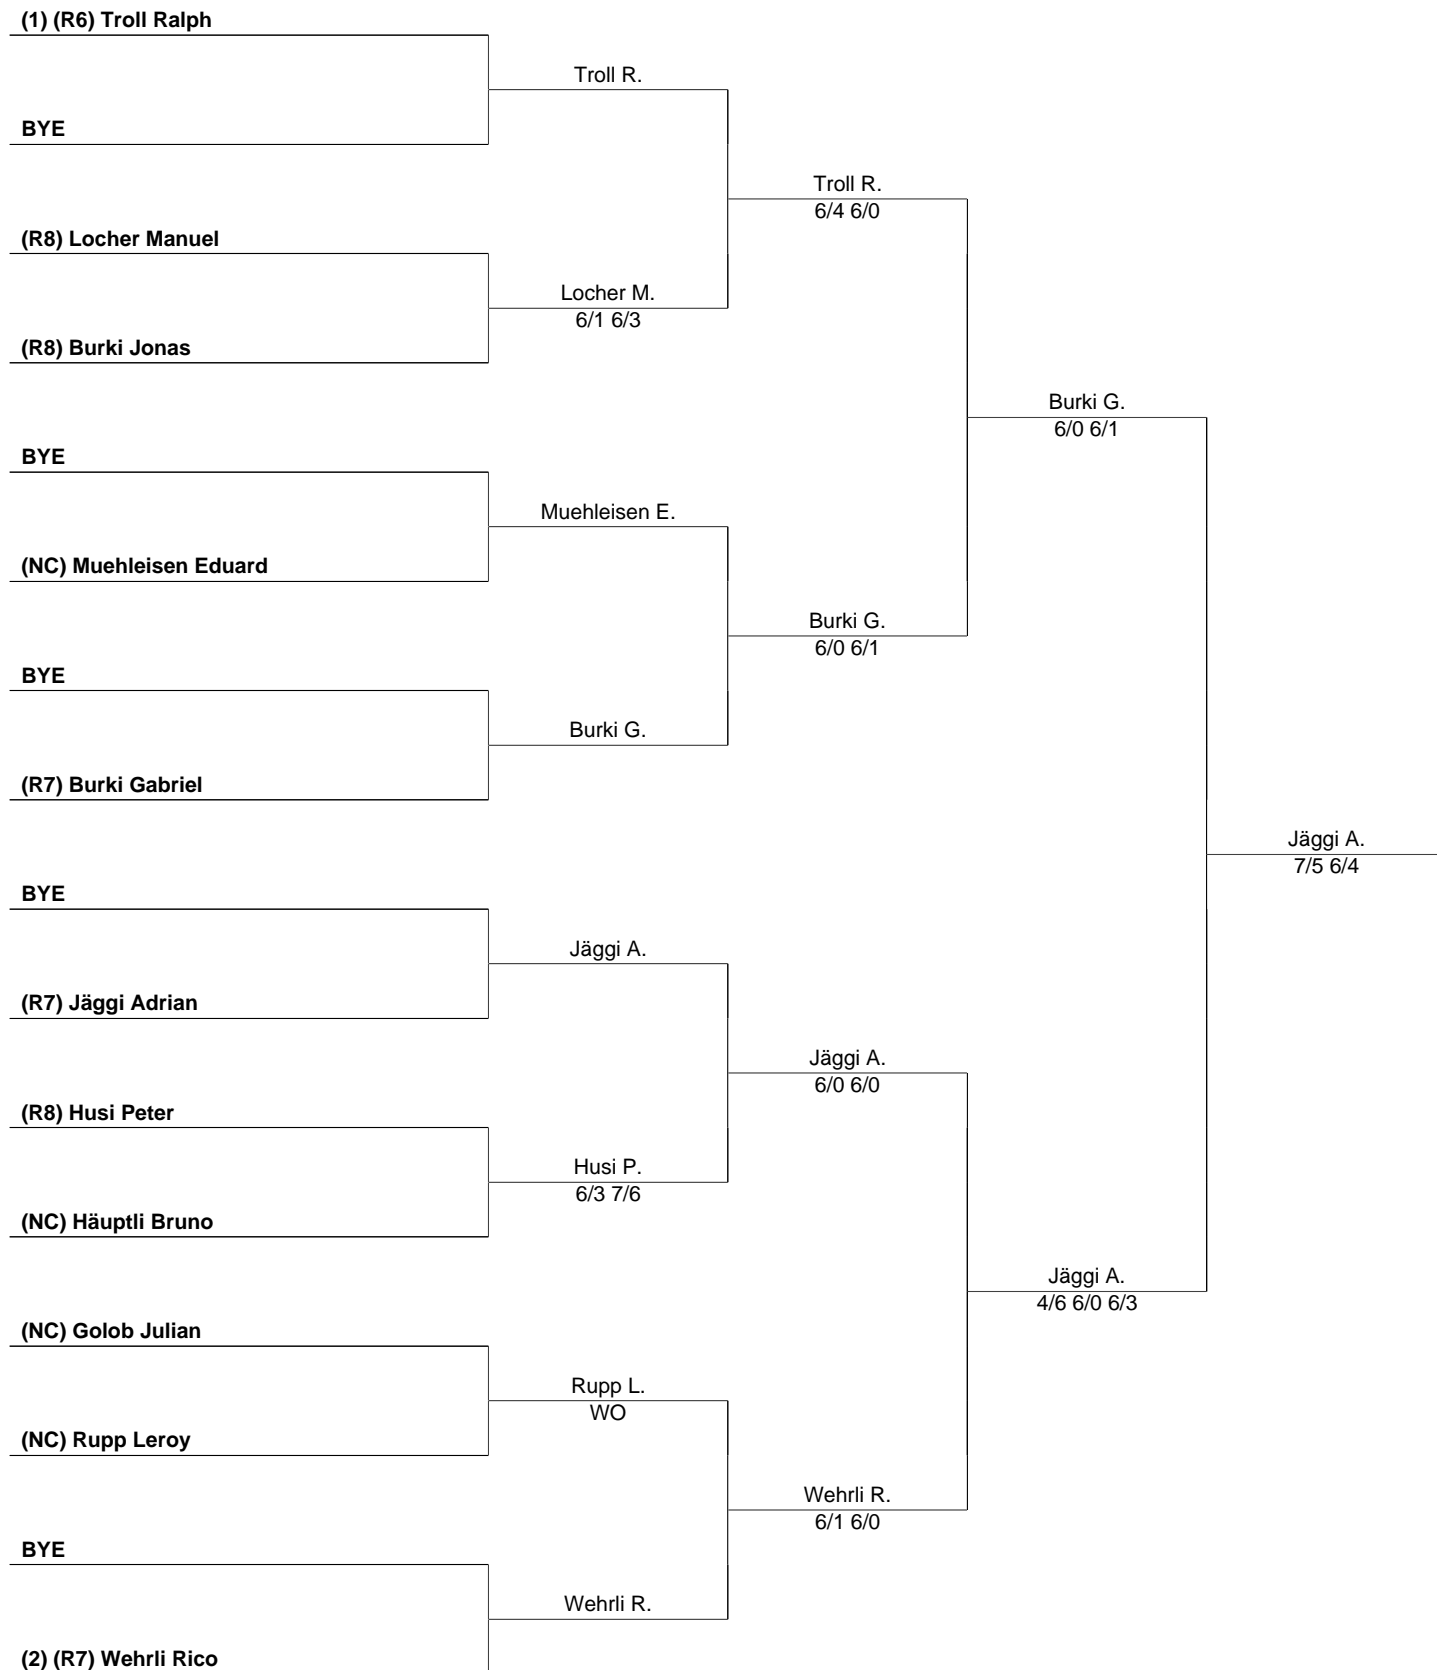 (1) (R6) Troll Ralph
Troll R.
BYE
Troll R.
6/4 6/0
(R8) Locher Manuel
Locher M.
6/1 6/3
(R8) Burki Jonas
Burki G.
6/0 6/1
BYE
Muehleisen E.
(NC) Muehleisen Eduard
Burki G.
6/0 6/1
BYE
Burki G.
(R7) Burki Gabriel
Jäggi A.
7/5 6/4
BYE
Jäggi A.
(R7) Jäggi Adrian
Jäggi A.
6/0 6/0
(R8) Husi Peter
Husi P.
6/3 7/6
(NC) Häuptli Bruno
Jäggi A.
4/6 6/0 6/3
(NC) Golob Julian
Rupp L.
WO
(NC) Rupp Leroy
Wehrli R.
6/1 6/0
BYE
Wehrli R.
(2) (R7) Wehrli Rico